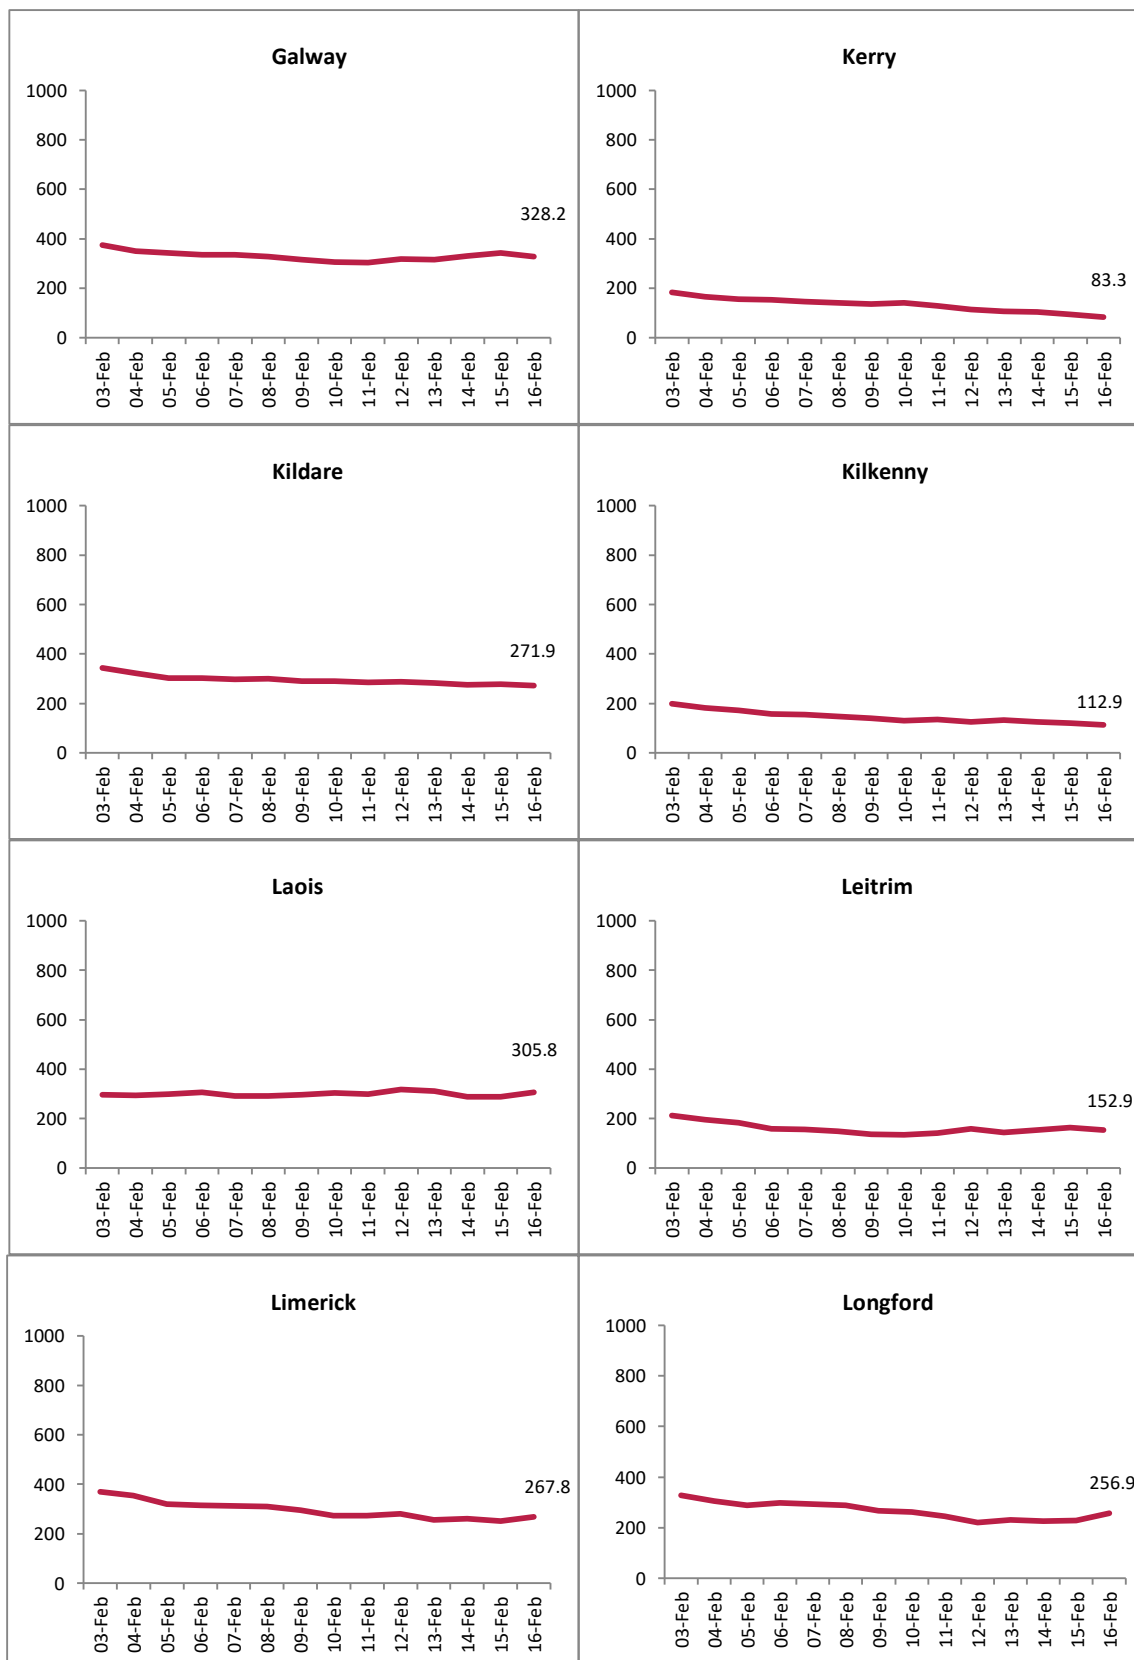 Galway
1000
800
600
400
200
0
328.2
03-Feb
04-Feb
05-Feb
06-Feb
07-Feb
08-Feb
09-Feb
10-Feb
11-Feb
12-Feb
13-Feb
14-Feb
15-Feb
16-Feb
Kerry
1000
800
600
400
200
0
83.3
03-Feb
04-Feb
05-Feb
06-Feb
07-Feb
08-Feb
09-Feb
10-Feb
11-Feb
12-Feb
13-Feb
14-Feb
15-Feb
16-Feb
Kildare
1000
800
600
400
200
0
271.9
03-Feb
04-Feb
05-Feb
06-Feb
07-Feb
08-Feb
09-Feb
10-Feb
11-Feb
12-Feb
13-Feb
14-Feb
15-Feb
16-Feb
Kilkenny
1000
800
600
400
200
0
112.9
03-Feb
04-Feb
05-Feb
06-Feb
07-Feb
08-Feb
09-Feb
10-Feb
11-Feb
12-Feb
13-Feb
14-Feb
15-Feb
16-Feb
Laois
1000
800
600
400
200
0
305.8
03-Feb
04-Feb
05-Feb
06-Feb
07-Feb
08-Feb
09-Feb
10-Feb
11-Feb
12-Feb
13-Feb
14-Feb
15-Feb
16-Feb
Leitrim
1000
800
600
400
200
0
152.9
03-Feb
04-Feb
05-Feb
06-Feb
07-Feb
08-Feb
09-Feb
10-Feb
11-Feb
12-Feb
13-Feb
14-Feb
15-Feb
16-Feb
Limerick
1000
800
600
400
200
0
267.8
03-Feb
04-Feb
05-Feb
06-Feb
07-Feb
08-Feb
09-Feb
10-Feb
11-Feb
12-Feb
13-Feb
14-Feb
15-Feb
16-Feb
Longford
1000
800
600
400
200
0
256.9
03-Feb
04-Feb
05-Feb
06-Feb
07-Feb
08-Feb
09-Feb
10-Feb
11-Feb
12-Feb
13-Feb
14-Feb
15-Feb
16-Feb